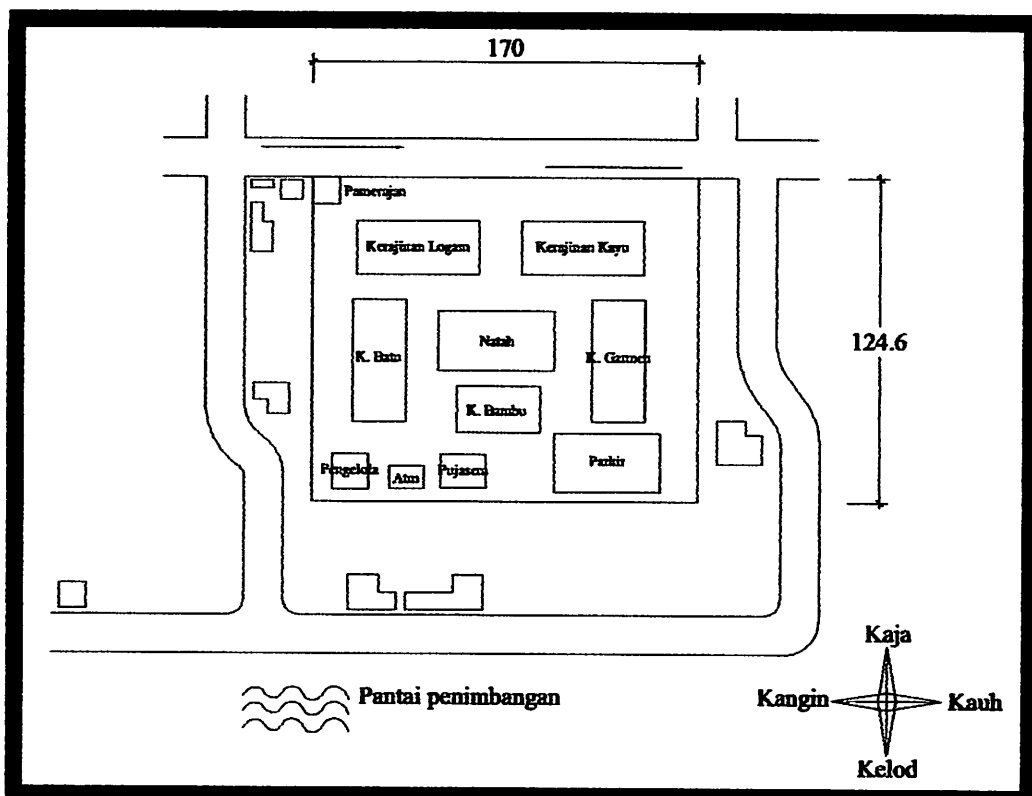 170
Pamerajan
Kerajinan Logam
Kerajinan Kayu
124.6
K. Batu
Natah
K. Garmen
K. Bambu
Pengelola
Atm
Pujasera
Parkir
Kaja
Kangin
Kauh
Kelod
Pantai penimbangan